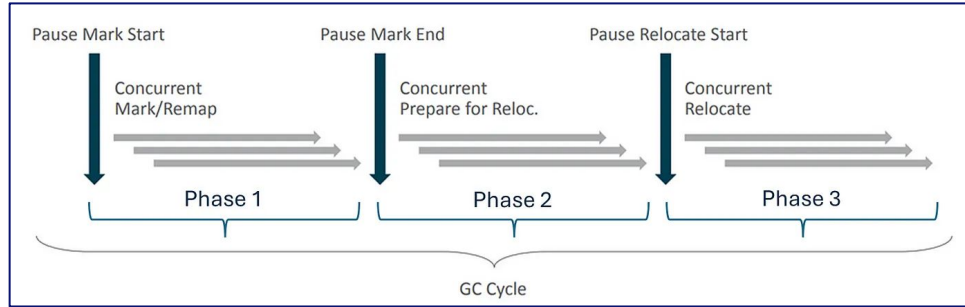 Pause Mark Start
Pause Mark End
Pause Relocate Start
Concurrent
Mark/Remap
Concurrent
Prepare for Reloc.
Concurrent
Relocate
Phase 1
Phase 2
Phase 3
GC Cycle